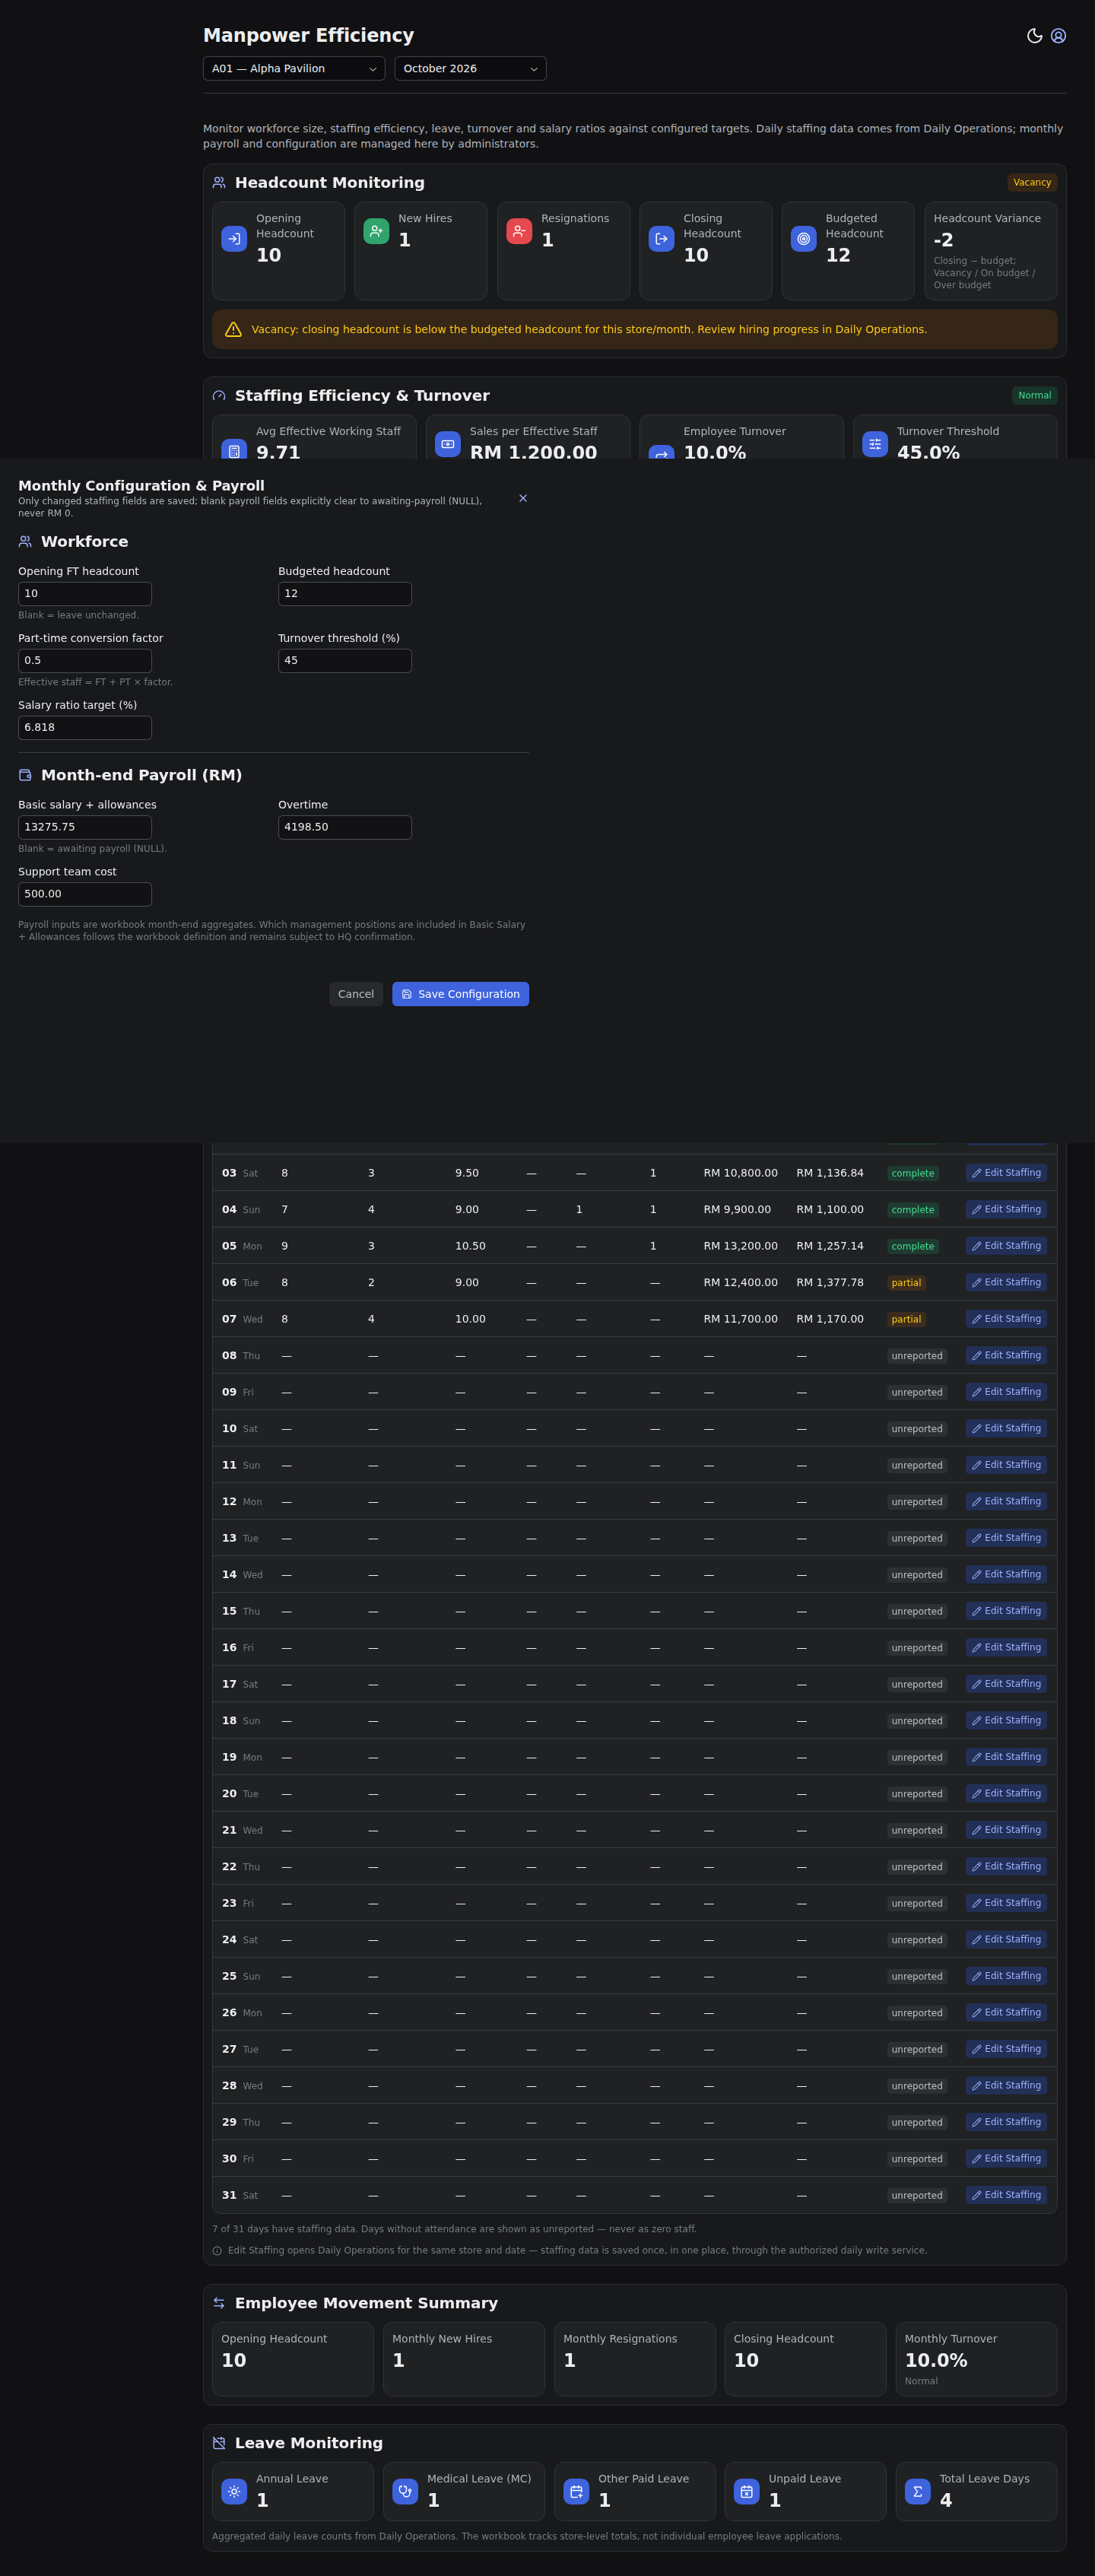 Manpower Efficiency
A01 — Alpha Pavilion October 2026
Monitor workforce size, staffing efficiency, leave, turnover and salary ratios against configured targets. Daily staffing data comes from Daily Operations; monthly
payroll and configuration are managed here by administrators.
Headcount Monitoring Vacancy
Opening Headcount 10
New Hires 1
Resignations 1
Closing Headcount 10
Budgeted Headcount 12
Headcount Variance -2
Closing − budget;
Vacancy / On budget /
Over budget
Vacancy: closing headcount is below the budgeted headcount for this store/month. Review hiring progress in Daily Operations.
Staffing Efficiency & Turnover Normal
Avg Effective Working Staff 9.71
Sales per Effective Staff RM 1,200.00
Employee Turnover 10.0%
Turnover Threshold 45.0%
Monthly Configuration & Payroll
Only changed staffing fields are saved; blank payroll fields explicitly clear to awaiting-payroll (NULL),
never RM 0.
Workforce
Opening FT headcount Budgeted headcount
10 12
Blank = leave unchanged.
Part-time conversion factor Turnover threshold (%)
0.5 45
Effective staff = FT + PT × factor.
Salary ratio target (%)
6.818
Month-end Payroll (RM)
Basic salary + allowances Overtime
13275.75 4198.50
Blank = awaiting payroll (NULL).
Support team cost
500.00
Payroll inputs are workbook month-end aggregates. Which management positions are included in Basic Salary
+ Allowances follows the workbook definition and remains subject to HQ confirmation.
Cancel Save Configuration
03 Sat 8 3 9.50 — — 1 RM 10,800.00 RM 1,136.84 complete Edit Staffing
04 Sun 7 4 9.00 — 1 1 RM 9,900.00 RM 1,100.00 complete Edit Staffing
05 Mon 9 3 10.50 — — 1 RM 13,200.00 RM 1,257.14 complete Edit Staffing
06 Tue 8 2 9.00 — — — RM 12,400.00 RM 1,377.78 partial Edit Staffing
07 Wed 8 4 10.00 — — — RM 11,700.00 RM 1,170.00 partial Edit Staffing
08 Thu — — — — — — — — unreported Edit Staffing
09 Fri — — — — — — — — unreported Edit Staffing
10 Sat — — — — — — — — unreported Edit Staffing
11 Sun — — — — — — — — unreported Edit Staffing
12 Mon — — — — — — — — unreported Edit Staffing
13 Tue — — — — — — — — unreported Edit Staffing
14 Wed — — — — — — — — unreported Edit Staffing
15 Thu — — — — — — — — unreported Edit Staffing
16 Fri — — — — — — — — unreported Edit Staffing
17 Sat — — — — — — — — unreported Edit Staffing
18 Sun — — — — — — — — unreported Edit Staffing
19 Mon — — — — — — — — unreported Edit Staffing
20 Tue — — — — — — — — unreported Edit Staffing
21 Wed — — — — — — — — unreported Edit Staffing
22 Thu — — — — — — — — unreported Edit Staffing
23 Fri — — — — — — — — unreported Edit Staffing
24 Sat — — — — — — — — unreported Edit Staffing
25 Sun — — — — — — — — unreported Edit Staffing
26 Mon — — — — — — — — unreported Edit Staffing
27 Tue — — — — — — — — unreported Edit Staffing
28 Wed — — — — — — — — unreported Edit Staffing
29 Thu — — — — — — — — unreported Edit Staffing
30 Fri — — — — — — — — unreported Edit Staffing
31 Sat — — — — — — — — unreported Edit Staffing
7 of 31 days have staffing data. Days without attendance are shown as unreported — never as zero staff.
Edit Staffing opens Daily Operations for the same store and date — staffing data is saved once, in one place, through the authorized daily write service.
Employee Movement Summary
Opening Headcount 10
Monthly New Hires 1
Monthly Resignations 1
Closing Headcount 10
Monthly Turnover 10.0%
Normal
Leave Monitoring
Annual Leave 1
Medical Leave (MC) 1
Other Paid Leave 1
Unpaid Leave 1
Total Leave Days 4
Aggregated daily leave counts from Daily Operations. The workbook tracks store-level totals, not individual employee leave applications.